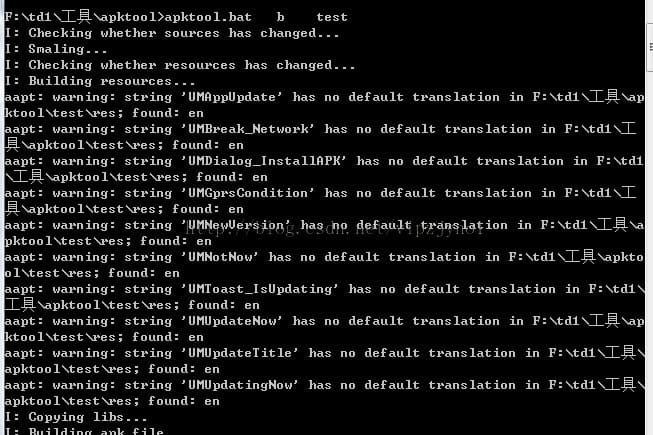 F:\td1\工具\apktool>apktool.bat   b    test
I: Checking whether sources has changed...
I: Smaling...
I: Checking whether resources has changed...
I: Building resources...
aapt: warning: string 'UMAppUpdate' has no default translation in F:\td1\工具\ap
ktool\test\res; found: en
aapt: warning: string 'UMBreak_Network' has no default translation in F:\td1\工
具\apktool\test\res; found: en
aapt: warning: string 'UMDialog_InstallAPK' has no default translation in F:\td1
\工具\apktool\test\res; found: en
aapt: warning: string 'UMGprsCondition' has no default translation in F:\td1\工
具\apktool\test\res; found: en
aapt: warning: string 'UMNewVersion' has no default translation in F:\td1\工具\a
pktool\test\res; found: en
aapt: warning: string 'UMNotNow' has no default translation in F:\td1\工具\apkto
ol\test\res; found: en
aapt: warning: string 'UMToast_IsUpdating' has no default translation in F:\td1\
工具\apktool\test\res; found: en
aapt: warning: string 'UMUpdateNow' has no default translation in F:\td1\工具\ap
ktool\test\res; found: en
aapt: warning: string 'UMUpdateTitle' has no default translation in F:\td1\工具\
apktool\test\res; found: en
aapt: warning: string 'UMUpdatingNow' has no default translation in F:\td1\工具\
apktool\test\res; found: en
I: Copying libs...
I: Building apk file